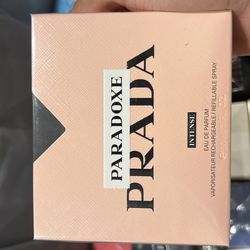 PARADOXE
PRADA
INTENSE
EAU DE PARFUM
VAPORISATEUR RECHARGEABLE / REFILLABLE SPRAY